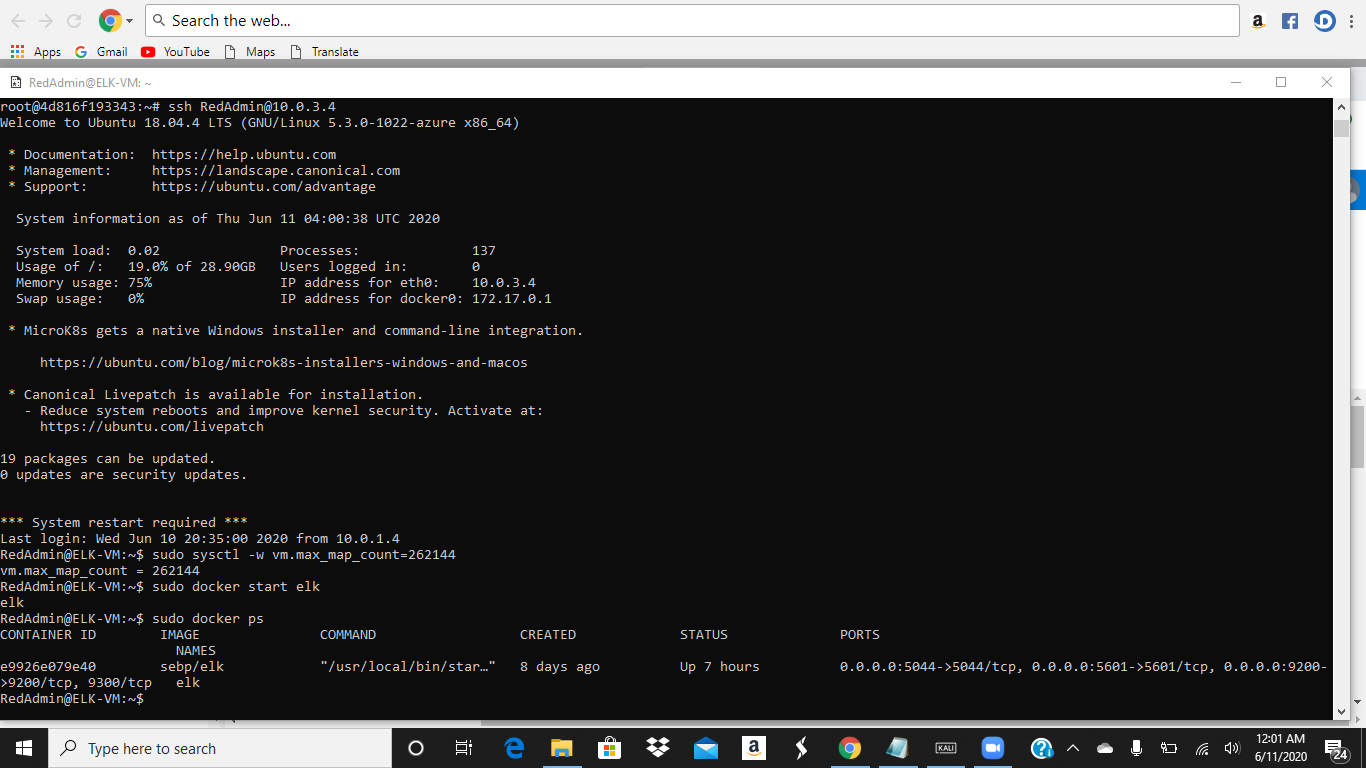 Search the web...
Apps Gmail YouTube Maps Translate
RedAdmin@ELK-VM: ~
root@4d816f193343:~# ssh RedAdmin@10.0.3.4
Welcome to Ubuntu 18.04.4 LTS (GNU/Linux 5.3.0-1022-azure x86_64)
* Documentation:  https://help.ubuntu.com
* Management:     https://landscape.canonical.com
* Support:        https://ubuntu.com/advantage
System information as of Thu Jun 11 04:00:38 UTC 2020
System load:  0.02               Processes:              137
Usage of /:   19.0% of 28.90GB   Users logged in:        0
Memory usage: 75%                IP address for eth0:    10.0.3.4
Swap usage:   0%                 IP address for docker0: 172.17.0.1
* MicroK8s gets a native Windows installer and command-line integration.
https://ubuntu.com/blog/microk8s-installers-windows-and-macos
* Canonical Livepatch is available for installation.
- Reduce system reboots and improve kernel security. Activate at:
https://ubuntu.com/livepatch
19 packages can be updated.
0 updates are security updates.
*** System restart required ***
Last login: Wed Jun 10 20:35:00 2020 from 10.0.1.4
RedAdmin@ELK-VM:~$ sudo sysctl -w vm.max_map_count=262144
vm.max_map_count = 262144
RedAdmin@ELK-VM:~$ sudo docker start elk
elk
RedAdmin@ELK-VM:~$ sudo docker ps
CONTAINER ID        IMAGE               COMMAND                  CREATED             STATUS              PORTS
NAMES
e9926e079e40        sebp/elk            "/usr/local/bin/star…"   8 days ago          Up 7 hours          0.0.0.0:5044->5044/tcp, 0.0.0.0:5601->5601/tcp, 0.0.0.0:9200-
>9200/tcp, 9300/tcp   elk
RedAdmin@ELK-VM:~$
Type here to search
KALI
12:01 AM
6/11/2020
24